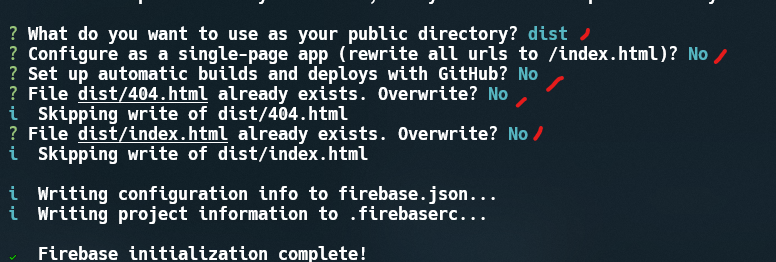 ? What do you want to use as your public directory? dist
? Configure as a single-page app (rewrite all urls to /index.html)? No
? Set up automatic builds and deploys with GitHub? No
? File dist/404.html already exists. Overwrite? No
i  Skipping write of dist/404.html
? File dist/index.html already exists. Overwrite? No
i  Skipping write of dist/index.html
i  Writing configuration info to firebase.json...
i  Writing project information to .firebaserc...
✓  Firebase initialization complete!